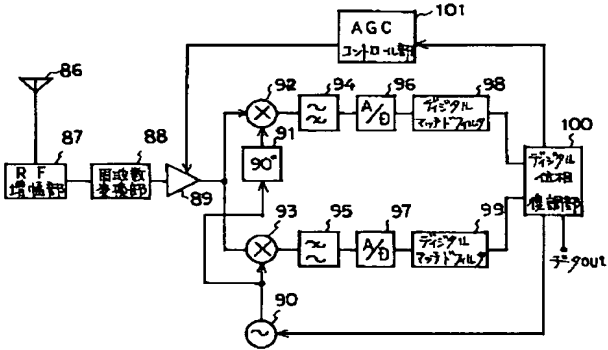 101
AGC
コントロール部
86
92
94
96
98
ディジタル
マッチドフィルタ
100
91
90°
A/D
87
88
RF
増幅部
周波数
変換部
89
ディジタル
位相
復調部
93
95
97
99
A/D
ディジタル
マッチドフィルタ
データout
90